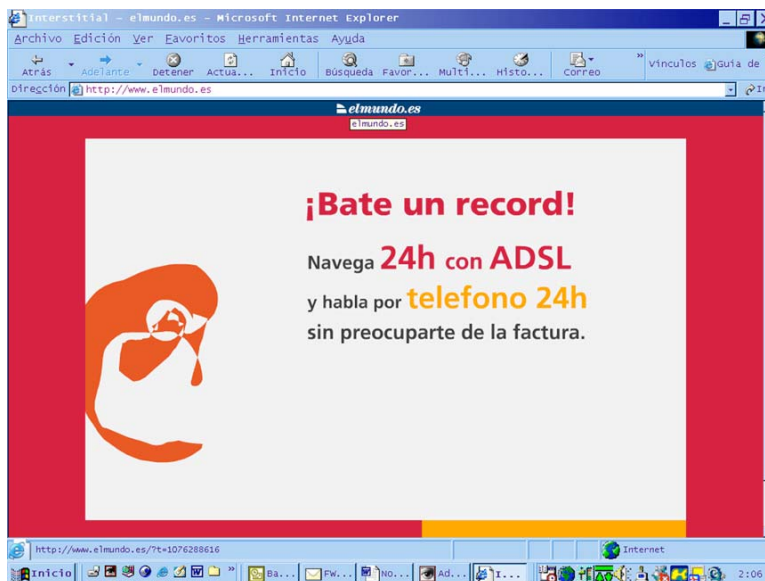 Interstitial - elmundo.es - Microsoft Internet Explorer
Archivo Edición Ver Favoritos Herramientas Ayuda
Atrás Adelante Detener Actua... Inicio Búsqueda Favor... Multi... Histo... Correo » Vínculos Guía de
Dirección http://www.elmundo.es
elmundo.es
elmundo.es
¡Bate un record!
Navega 24h con ADSL
y habla por telefono 24h
sin preocuparte de la factura.
http://www.elmundo.es/?t=1076288616 Internet
Inicio » Ba... FW... No... Ad... I... 2:06